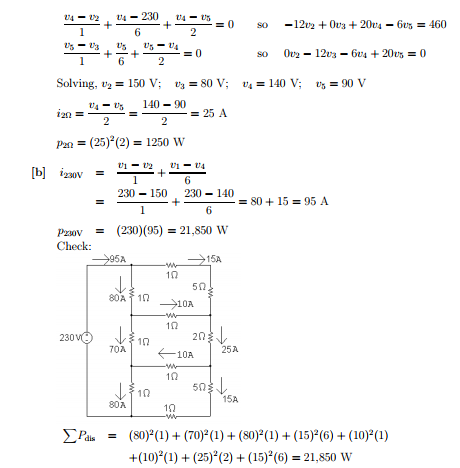 (v4 − v2)/1 + (v4 − 230)/6 + (v4 − v5)/2 = 0 so −12v2 + 0v3 + 20v4 − 6v5 = 460
(v5 − v3)/1 + v5/6 + (v5 − v4)/2 = 0 so 0v2 − 12v3 − 6v4 + 20v5 = 0
Solving, v2 = 150 V; v3 = 80 V; v4 = 140 V; v5 = 90 V
i2Ω = (v4 − v5)/2 = (140 − 90)/2 = 25 A
p2Ω = (25)²(2) = 1250 W
[b] i230V = (v1 − v2)/1 + (v1 − v4)/6
= (230 − 150)/1 + (230 − 140)/6 = 80 + 15 = 95 A
p230V = (230)(95) = 21,850 W
Check:
95A
15A
1Ω
5Ω
80A
1Ω
10A
1Ω
230V
70A
1Ω
2Ω
25A
10A
1Ω
80A
1Ω
5Ω
15A
1Ω
∑Pdis = (80)²(1) + (70)²(1) + (80)²(1) + (15)²(6) + (10)²(1)
+(10)²(1) + (25)²(2) + (15)²(6) = 21,850 W